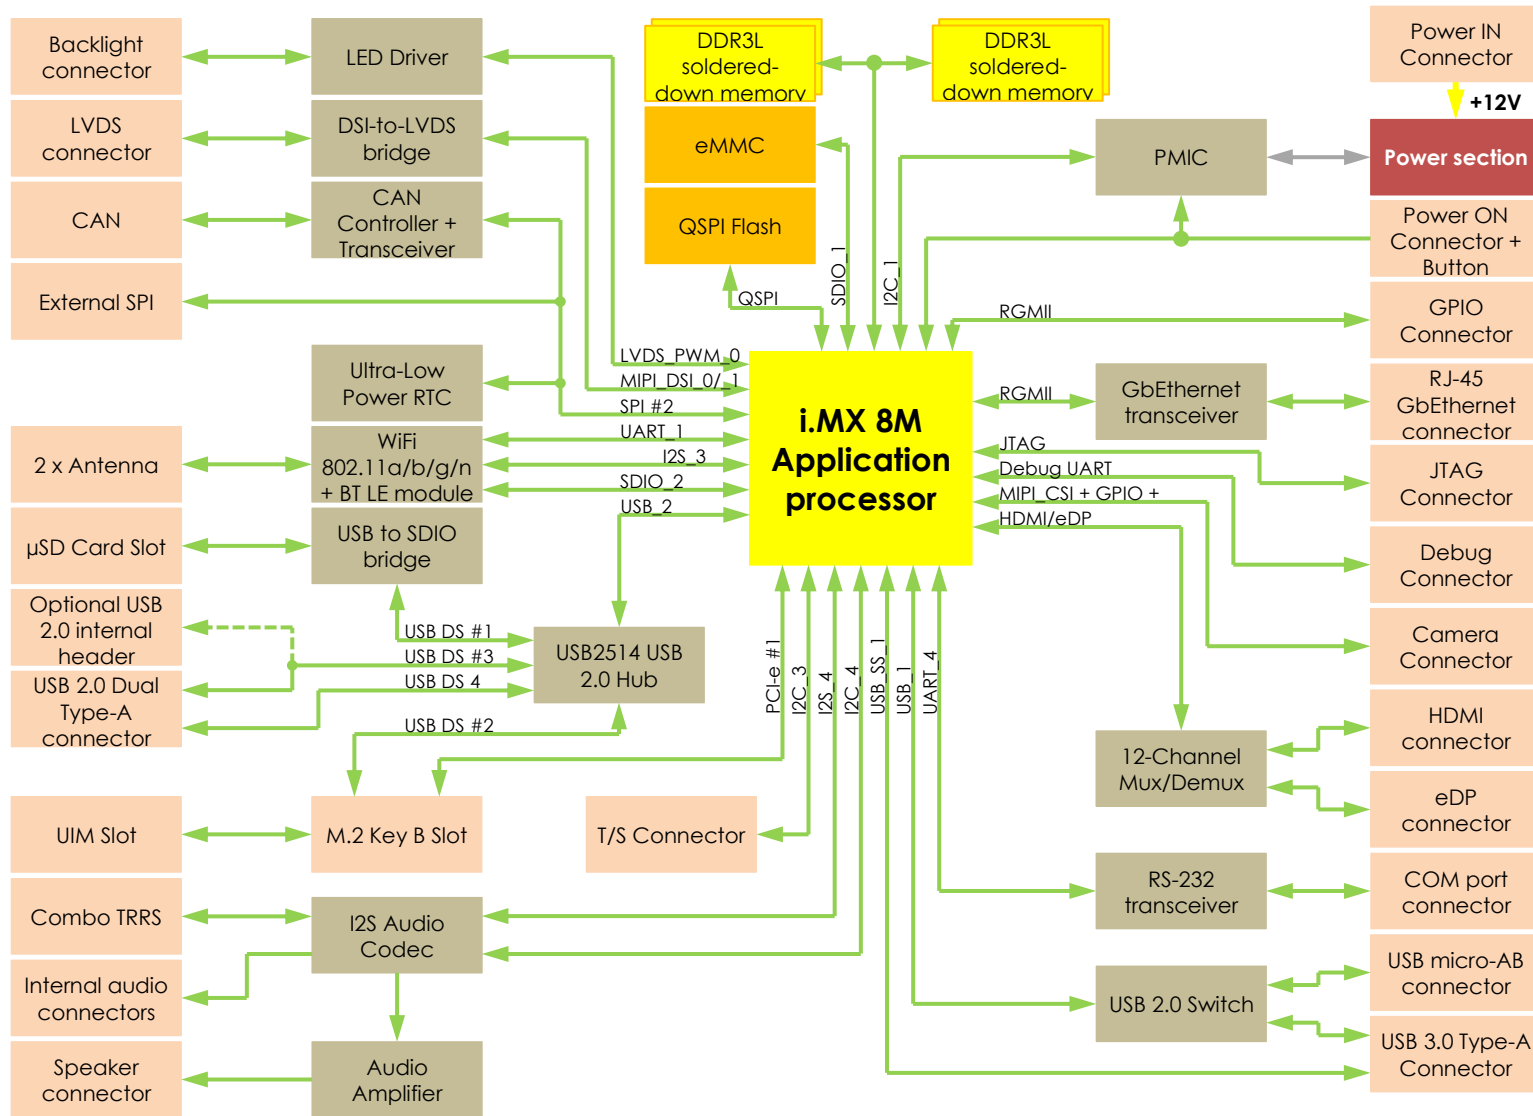 Backlight
connector
LED Driver
DDR3L
soldered-
down memory
DDR3L
soldered-
down memory
Power IN
Connector
+12V
LVDS
connector
DSI-to-LVDS
bridge
eMMC
PMIC
Power section
CAN
CAN
Controller +
Transceiver
QSPI Flash
Power ON
Connector +
Button
External SPI
QSPI
SDIO_1
I2C_1
RGMII
GPIO
Connector
Ultra-Low
Power RTC
LVDS_PWM_0
MIPI_DSI_0/_1
SPI #2
UART_1
I2S_3
SDIO_2
USB_2
i.MX 8M
Application
processor
RGMII
GbEthernet
transceiver
RJ-45
GbEthernet
connector
2 x Antenna
WiFi
802.11a/b/g/n
+ BT LE module
JTAG
Debug UART
MIPI_CSI + GPIO +
HDMI/eDP
JTAG
Connector
µSD Card Slot
USB to SDIO
bridge
Debug
Connector
Optional USB
2.0 internal
header
USB DS #1
USB DS #3
USB DS 4
USB DS #2
USB2514 USB
2.0 Hub
Camera
Connector
USB 2.0 Dual
Type-A
connector
PCI-e #1
I2C_3
I2S_4
I2C_4
USB_SS_1
USB_1
UART_4
12-Channel
Mux/Demux
HDMI
connector
eDP
connector
UIM Slot
M.2 Key B Slot
T/S Connector
Combo TRRS
I2S Audio
Codec
RS-232
transceiver
COM port
connector
Internal audio
connectors
USB 2.0 Switch
USB micro-AB
connector
USB 3.0 Type-A
Connector
Speaker
connector
Audio
Amplifier